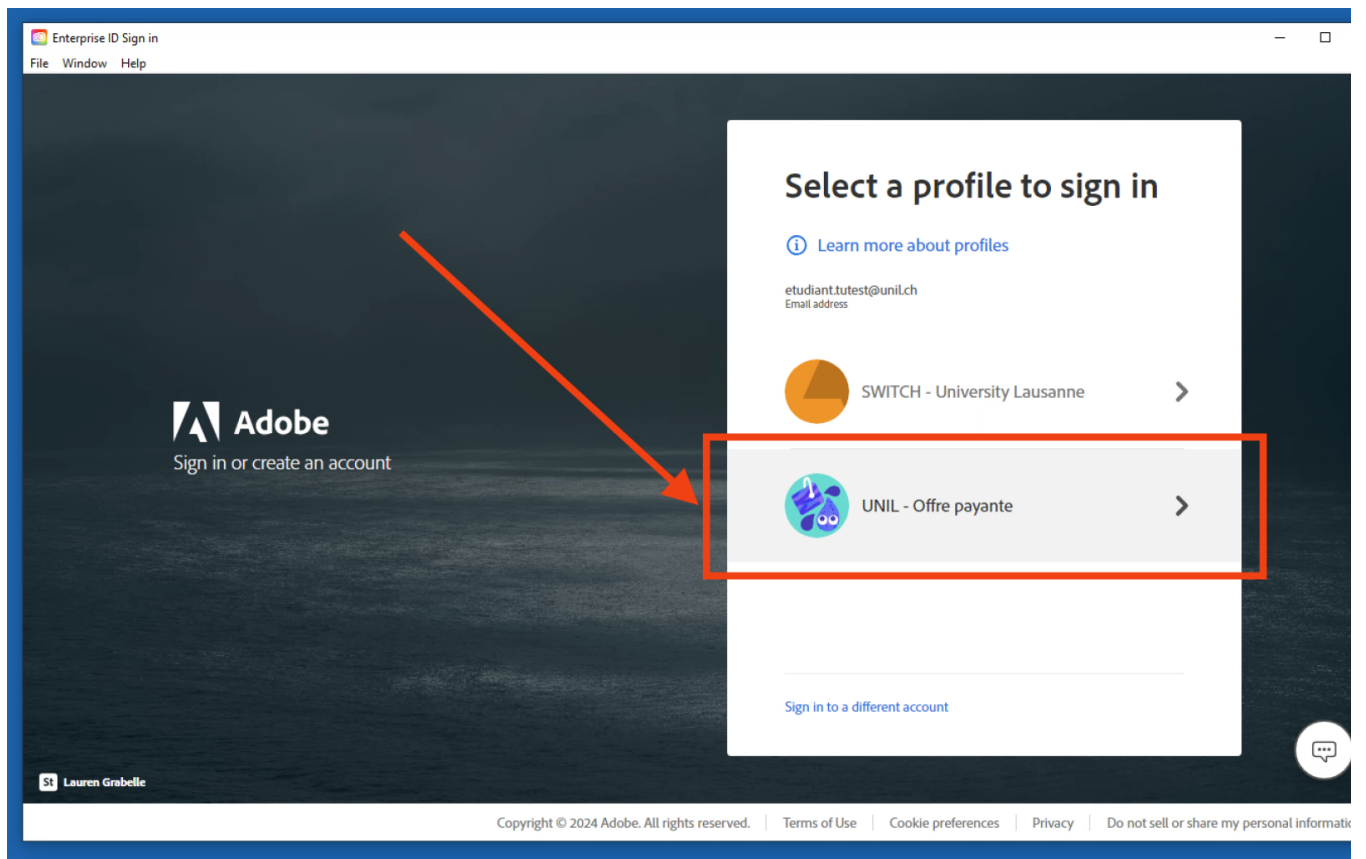 Enterprise ID Sign in
File Window Help
Select a profile to sign in
Learn more about profiles
etudiant.tutest@unil.ch
Email address
SWITCH - University Lausanne
Adobe
Sign in or create an account
UNIL - Offre payante
Sign in to a different account
St Lauren Grabelle
Copyright © 2024 Adobe. All rights reserved. Terms of Use Cookie preferences Privacy Do not sell or share my personal